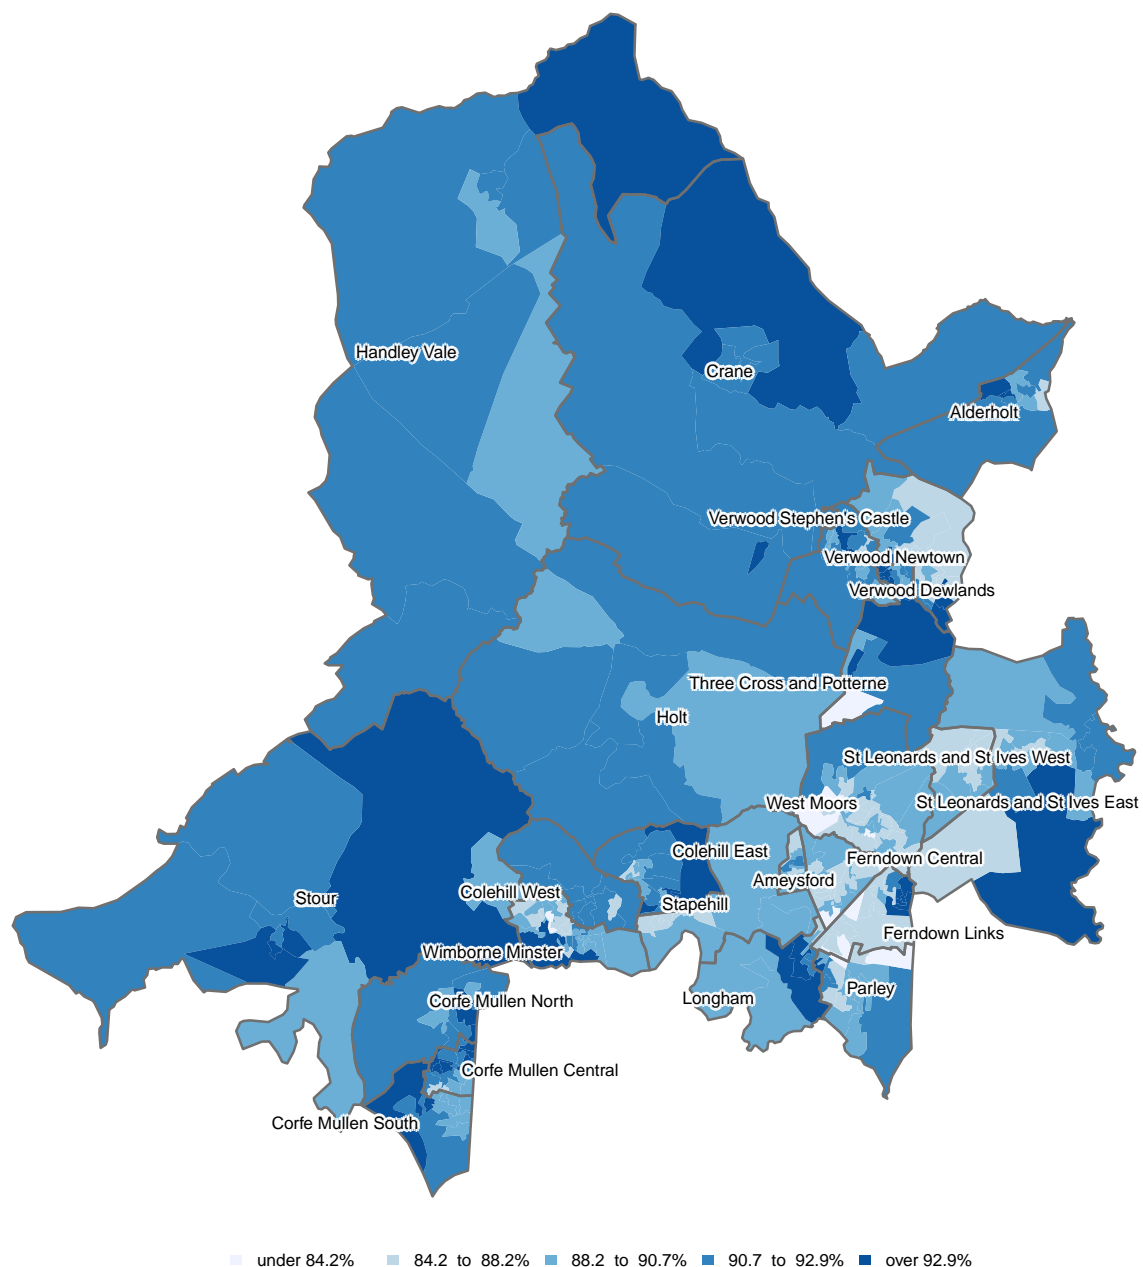 Handley Vale
Crane
Alderholt
Verwood Stephen's Castle
Verwood Newtown
Verwood Dewlands
Three Cross and Potterne
Holt
St Leonards and St Ives West
West Moors
St Leonards and St Ives East
Colehill East
Ferndown Central
Ameysford
Colehill West
Stour
Stapehill
Ferndown Links
Wimborne Minster
Parley
Longham
Corfe Mullen North
Corfe Mullen Central
Corfe Mullen South
under 84.2% 84.2 to 88.2% 88.2 to 90.7% 90.7 to 92.9% over 92.9%